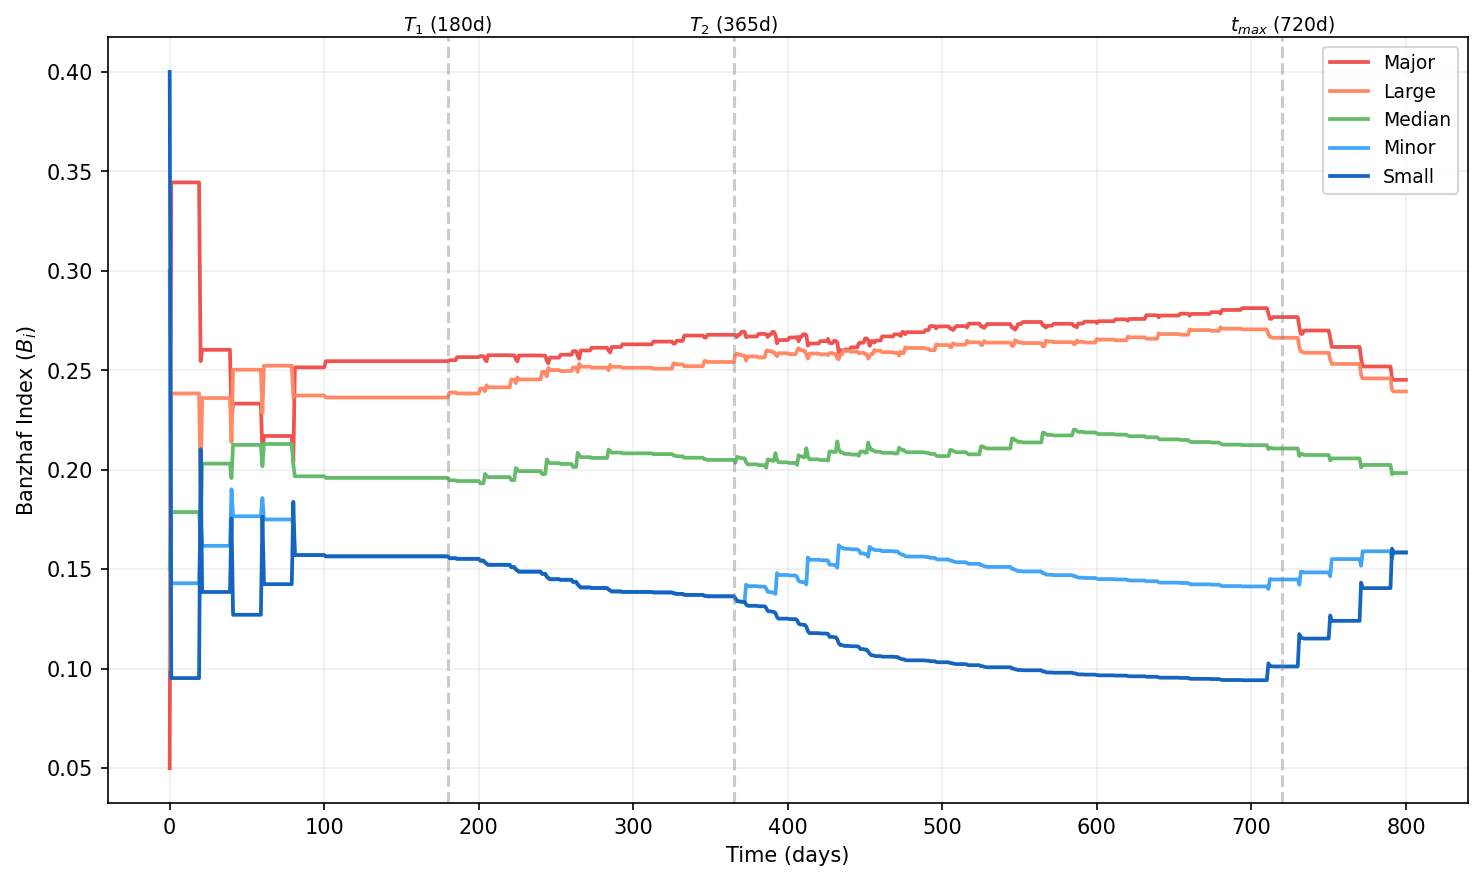 T₁ (180d) T₂ (365d) tₘₐₓ (720d)
Major
Large
Median
Minor
Small
0.40
0.35
0.30
0.25
0.20
0.15
0.10
0.05
Banzhaf Index (Bᵢ)
0 100 200 300 400 500 600 700 800
Time (days)